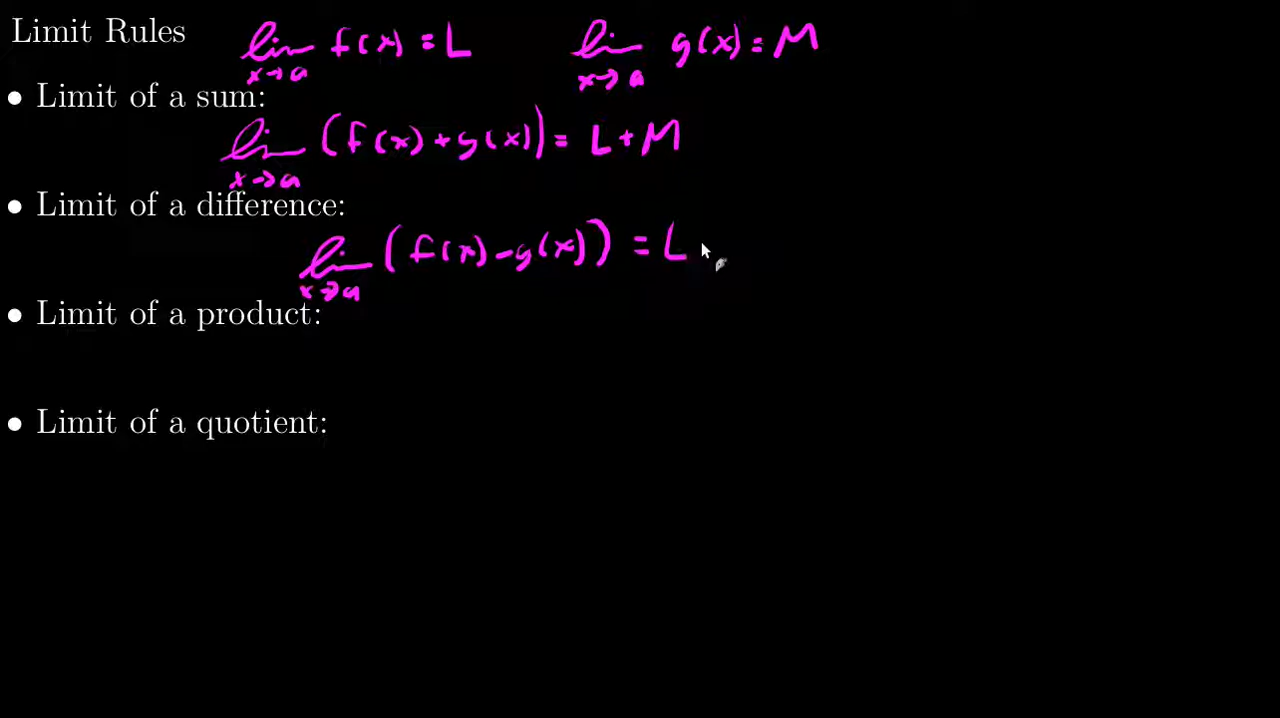 Limit Rules lim x→a f(x) = L lim x→a g(x) = M
• Limit of a sum:
lim x→a (f(x) + g(x)) = L + M
• Limit of a difference:
lim x→a (f(x) - g(x)) = L
• Limit of a product:
• Limit of a quotient: